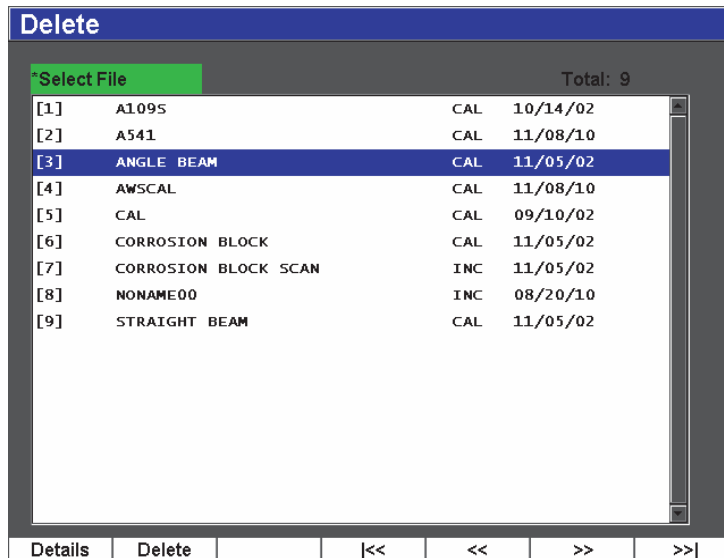 Delete
*Select File Total: 9
[1] A109S CAL 10/14/02
[2] A541 CAL 11/08/10
[3] ANGLE BEAM CAL 11/05/02
[4] AWSCAL CAL 11/08/10
[5] CAL CAL 09/10/02
[6] CORROSION BLOCK CAL 11/05/02
[7] CORROSION BLOCK SCAN INC 11/05/02
[8] NONAME00 INC 08/20/10
[9] STRAIGHT BEAM CAL 11/05/02
Details Delete |<< << >> >>|